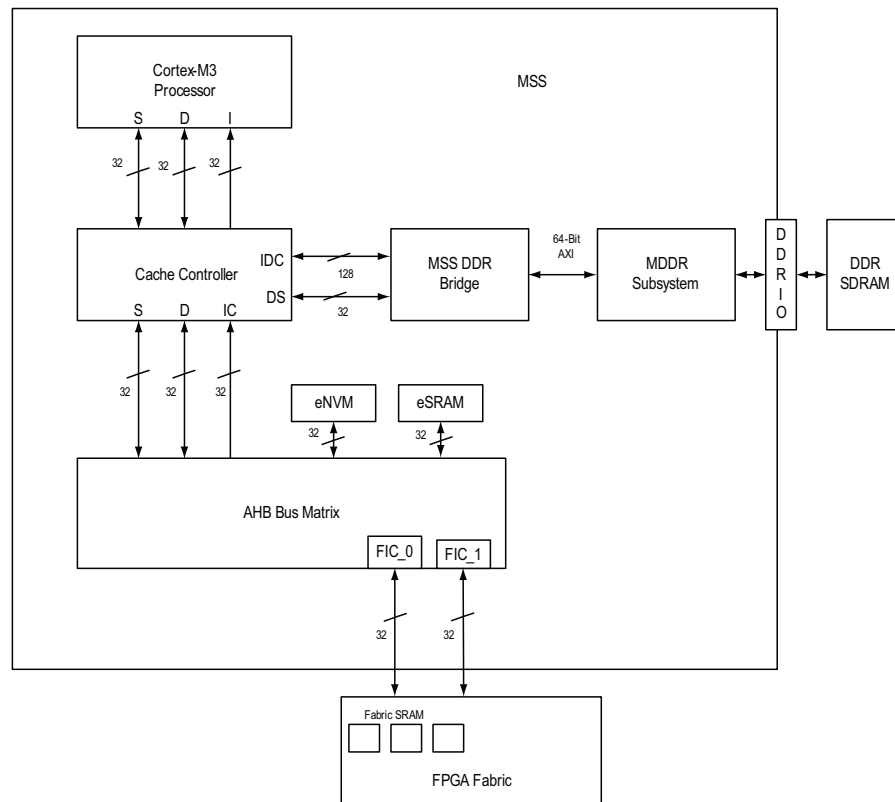 Cortex-M3
Processor
S D I
MSS
32 32 32
Cache Controller
IDC
DS
S D IC
128
32
MSS DDR
Bridge
64-Bit
AXI
MDDR
Subsystem
D
D
R
I
O
DDR
SDRAM
32 32 32
eNVM
eSRAM
32 32
AHB Bus Matrix
FIC_0
FIC_1
32 32
Fabric SRAM
FPGA Fabric